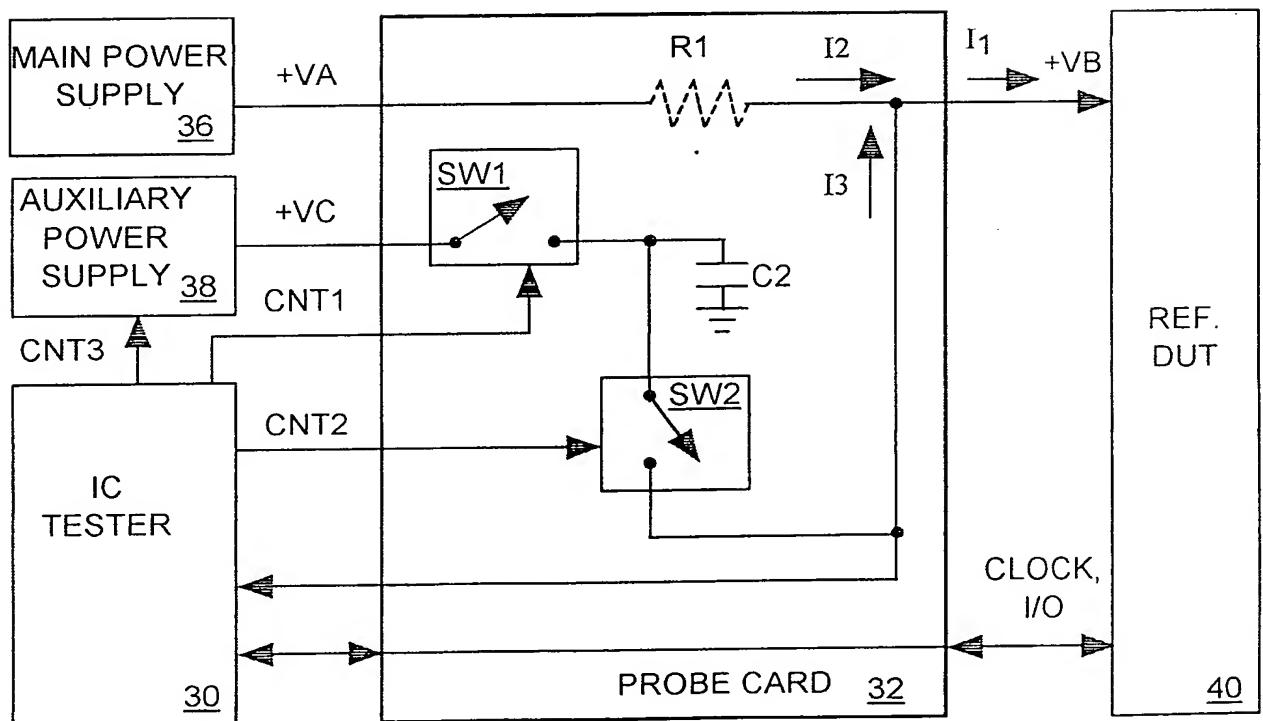 MAIN POWER
SUPPLY
36
+VA
R1
I2
I1
+VB
AUXILIARY
POWER
SUPPLY
38
+VC
SW1
I3
C2
CNT1
CNT3
REF.
DUT
SW2
CNT2
IC
TESTER
CLOCK,
I/O
30
PROBE CARD
32
40